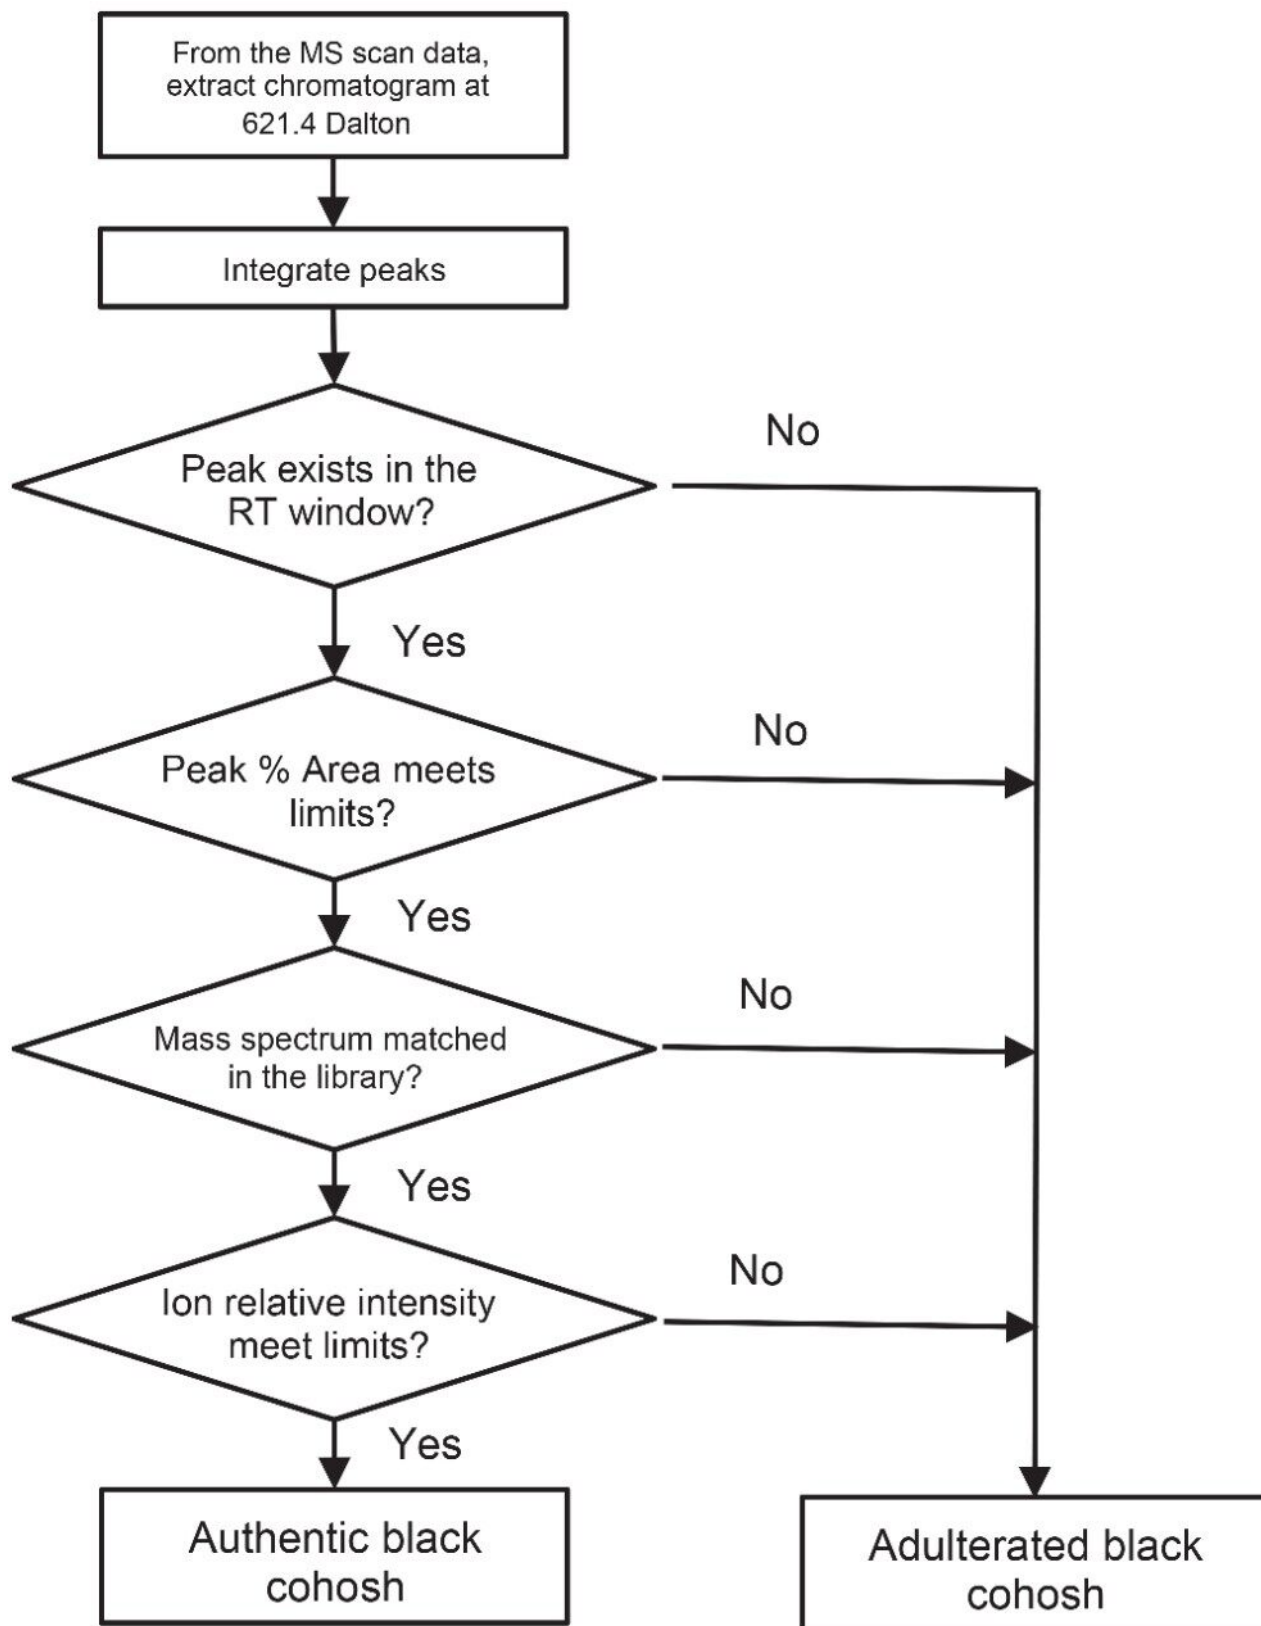 From the MS scan data,
extract chromatogram at
621.4 Dalton
Integrate peaks
Peak exists in the
RT window?
No
Yes
Peak % Area meets
limits?
No
Yes
Mass spectrum matched
in the library?
No
Yes
Ion relative intensity
meet limits?
No
Yes
Authentic black
cohosh
Adulterated black
cohosh